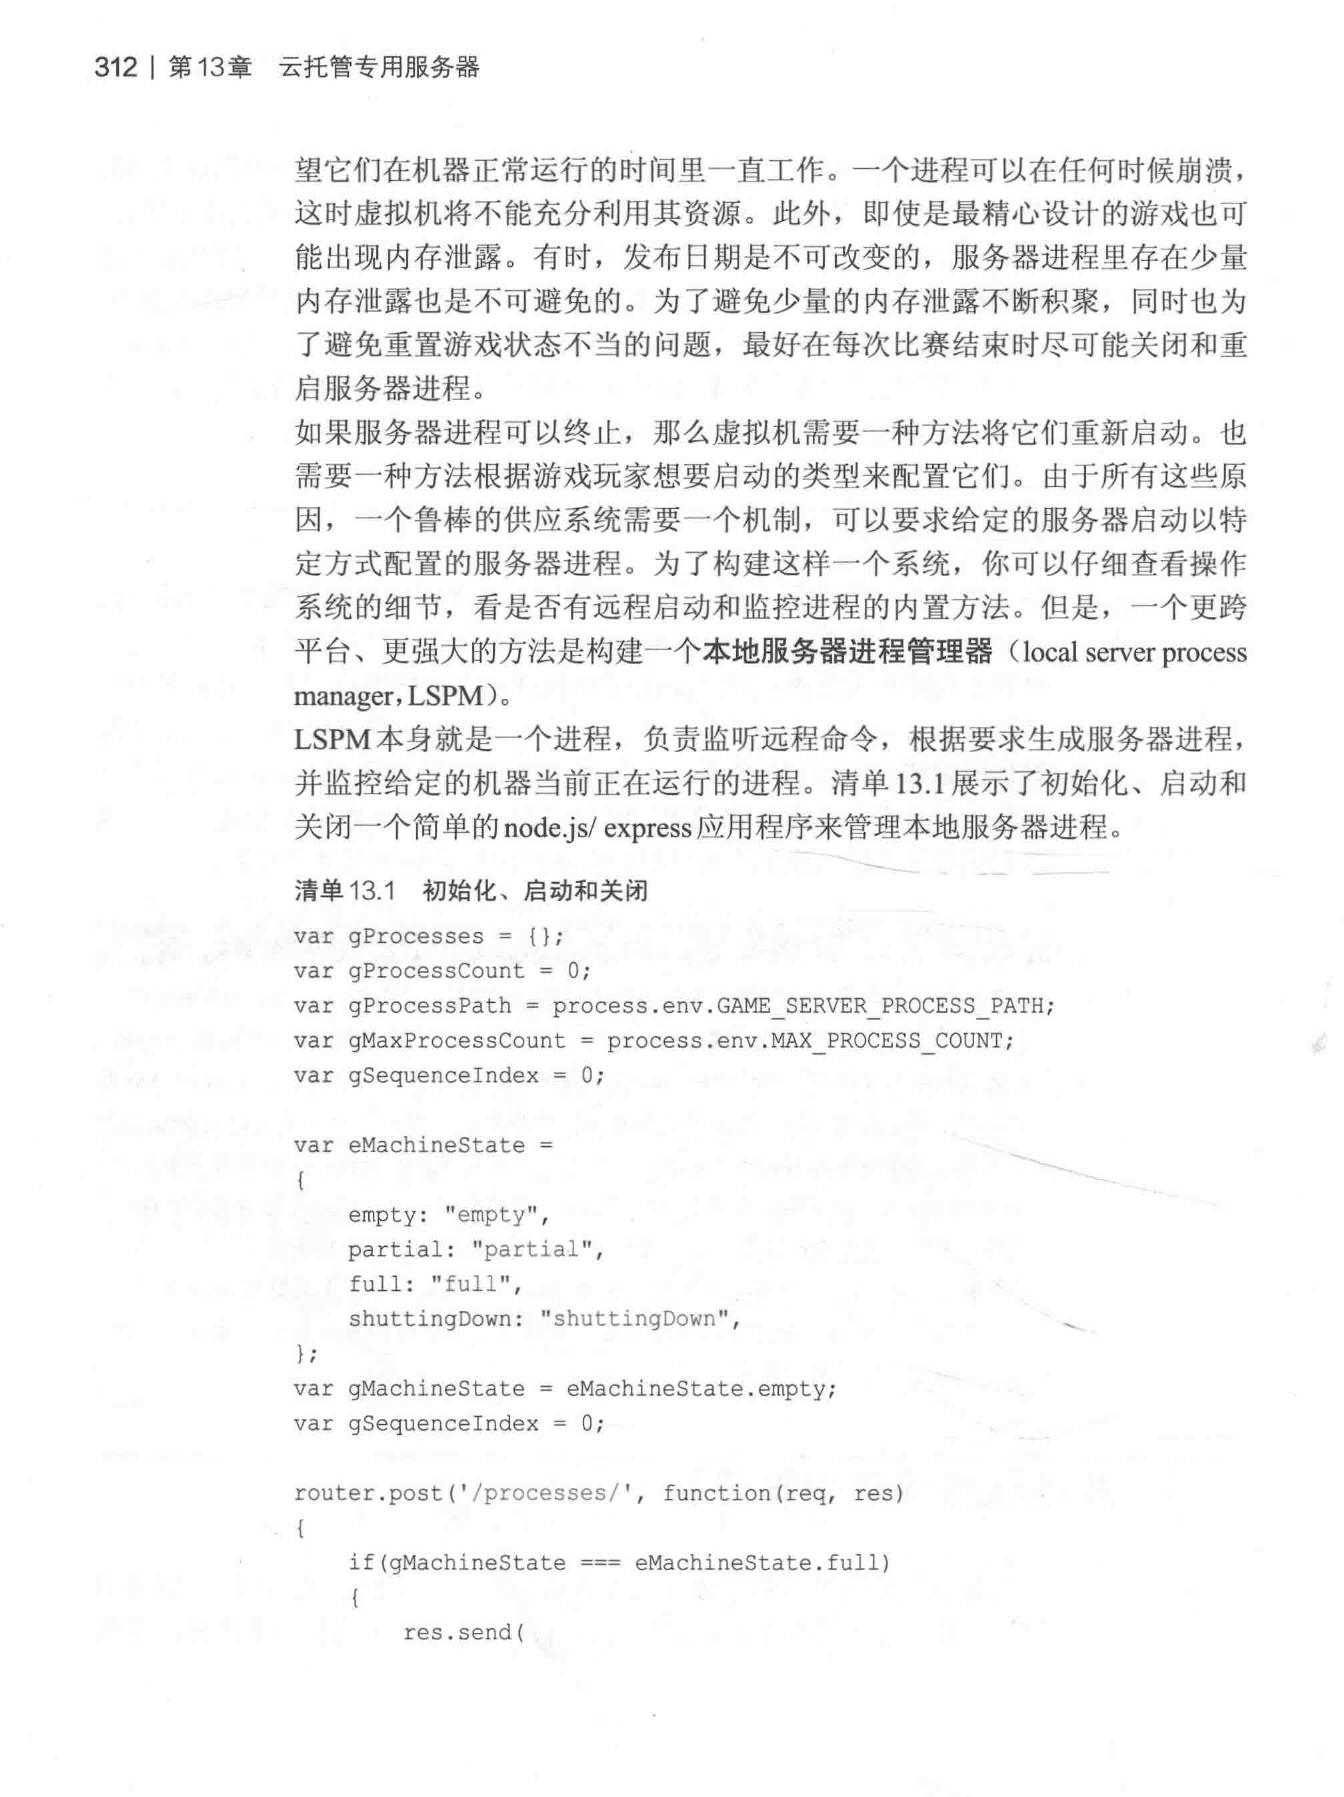 312 | 第13章 云托管专用服务器
望它们在机器正常运行的时间里一直工作。一个进程可以在任何时候崩溃，
这时虚拟机将不能充分利用其资源。此外，即使是最精心设计的游戏也可
能出现内存泄露。有时，发布日期是不可改变的，服务器进程里存在少量
内存泄露也是不可避免的。为了避免少量的内存泄露不断积聚，同时也为
了避免重置游戏状态不当的问题，最好在每次比赛结束时尽可能关闭和重
启服务器进程。
如果服务器进程可以终止，那么虚拟机需要一种方法将它们重新启动。也
需要一种方法根据游戏玩家想要启动的类型来配置它们。由于所有这些原
因，一个鲁棒的供应系统需要一个机制，可以要求给定的服务器启动以特
定方式配置的服务器进程。为了构建这样一个系统，你可以仔细查看操作
系统的细节，看是否有远程启动和监控进程的内置方法。但是，一个更跨
平台、更强大的方法是构建一个本地服务器进程管理器（local server process
manager，LSPM）。
LSPM本身就是一个进程，负责监听远程命令，根据要求生成服务器进程，
并监控给定的机器当前正在运行的进程。清单13.1展示了初始化、启动和
关闭一个简单的node.js/ express应用程序来管理本地服务器进程。
清单13.1 初始化、启动和关闭
var gProcesses = {};
var gProcessCount = 0;
var gProcessPath = process.env.GAME_SERVER_PROCESS_PATH;
var gMaxProcessCount = process.env.MAX_PROCESS_COUNT;
var gSequenceIndex = 0;
var eMachineState =
{
    empty: "empty",
    partial: "partial",
    full: "full",
    shuttingDown: "shuttingDown",
};
var gMachineState = eMachineState.empty;
var gSequenceIndex = 0;
router.post('/processes/', function(req, res)
{
    if(gMachineState === eMachineState.full)
    {
        res.send(